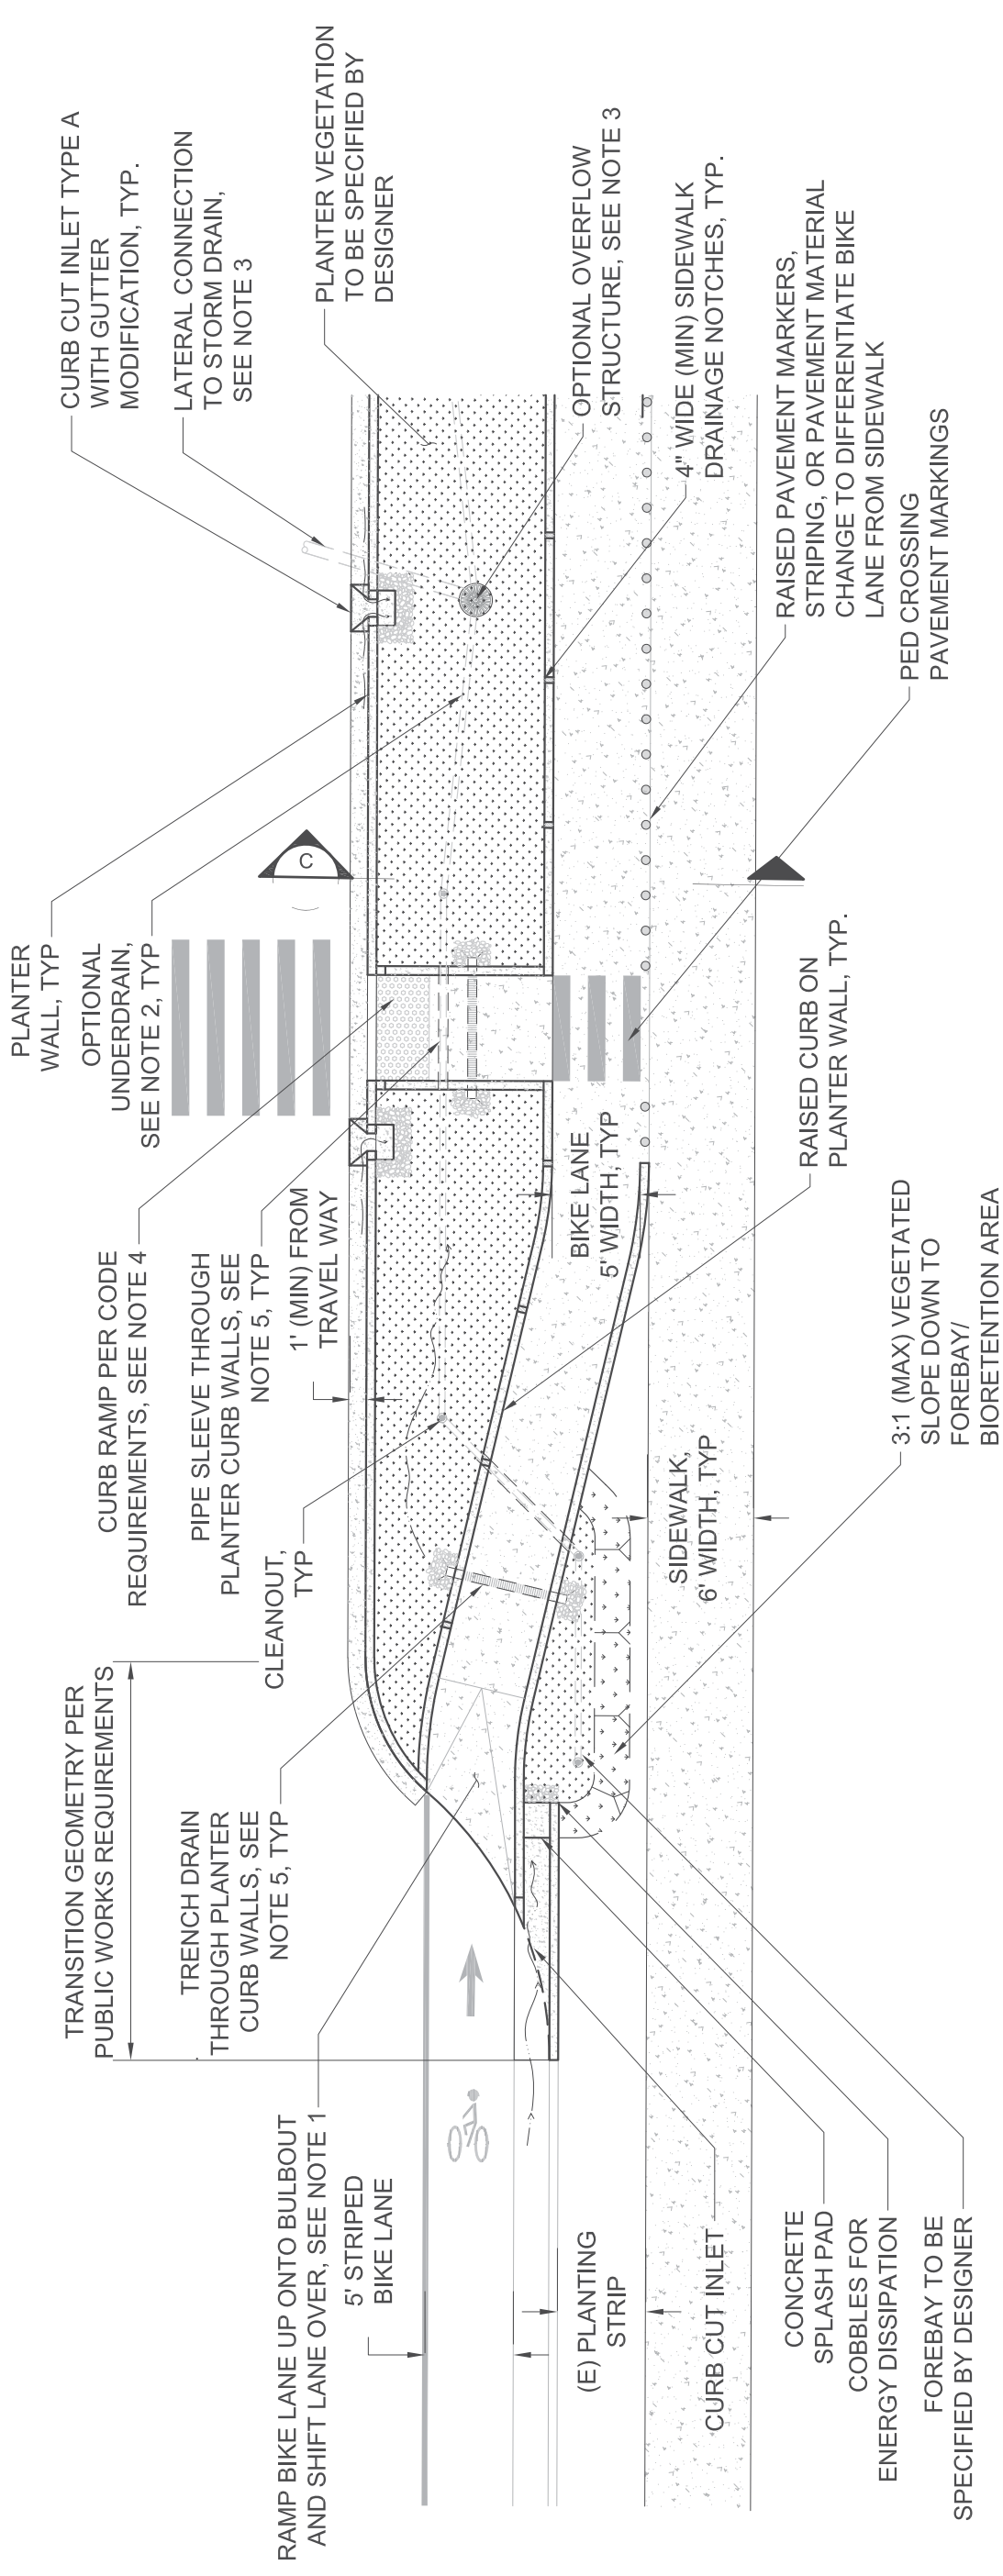 TRANSITION GEOMETRY PER
PUBLIC WORKS REQUIREMENTS
CURB RAMP PER CODE
REQUIREMENTS, SEE NOTE 4
PLANTER
WALL, TYP
CURB CUT INLET TYPE A
WITH GUTTER
MODIFICATION, TYP.
OPTIONAL
UNDERDRAIN,
SEE NOTE 2, TYP
LATERAL CONNECTION
TO STORM DRAIN,
SEE NOTE 3
TRENCH DRAIN
THROUGH PLANTER
CURB WALLS, SEE
NOTE 5, TYP
PIPE SLEEVE THROUGH
PLANTER CURB WALLS, SEE
NOTE 5, TYP
CLEANOUT,
TYP
1' (MIN) FROM
TRAVEL WAY
C
PLANTER VEGETATION
TO BE SPECIFIED BY
DESIGNER
RAMP BIKE LANE UP ONTO BULBOUT
AND SHIFT LANE OVER, SEE NOTE 1
5' STRIPED
BIKE LANE
(E) PLANTING
STRIP
BIKE LANE
5' WIDTH, TYP
OPTIONAL OVERFLOW
STRUCTURE, SEE NOTE 3
SIDEWALK,
6' WIDTH, TYP
4" WIDE (MIN) SIDEWALK
DRAINAGE NOTCHES, TYP.
CURB CUT INLET
CONCRETE
SPLASH PAD
COBBLES FOR
ENERGY DISSIPATION
FOREBAY TO BE
SPECIFIED BY DESIGNER
3:1 (MAX) VEGETATED
SLOPE DOWN TO
FOREBAY/
BIORETENTION AREA
RAISED CURB ON
PLANTER WALL, TYP.
PED CROSSING
PAVEMENT MARKINGS
RAISED PAVEMENT MARKERS,
STRIPING, OR PAVEMENT MATERIAL
CHANGE TO DIFFERENTIATE BIKE
LANE FROM SIDEWALK